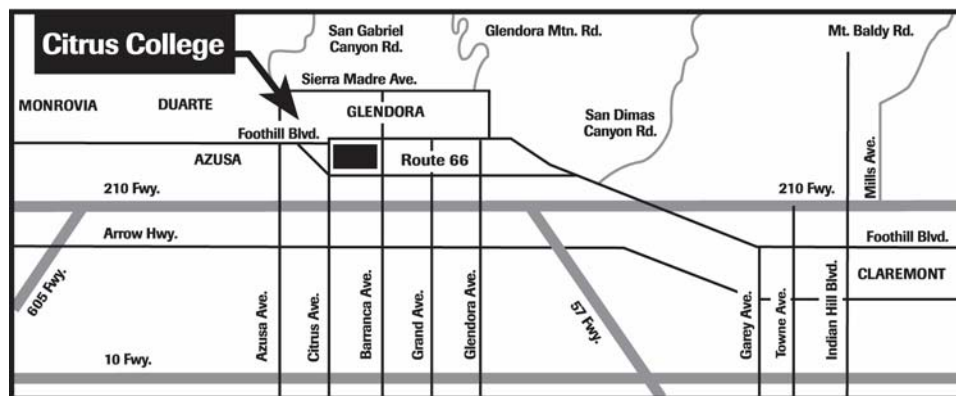 Citrus College
San Gabriel
Canyon Rd.
Glendora Mtn. Rd.
Mt. Baldy Rd.
Sierra Madre Ave.
MONROVIA
DUARTE
GLENDORA
San Dimas
Canyon Rd.
Foothill Blvd.
AZUSA
Route 66
Mills Ave.
210 Fwy.
210 Fwy.
Arrow Hwy.
Foothill Blvd.
CLAREMONT
605 Fwy.
Azusa Ave.
Citrus Ave.
Barranca Ave.
Grand Ave.
Glendora Ave.
57 Fwy.
Garey Ave.
Towne Ave.
Indian Hill Blvd.
10 Fwy.